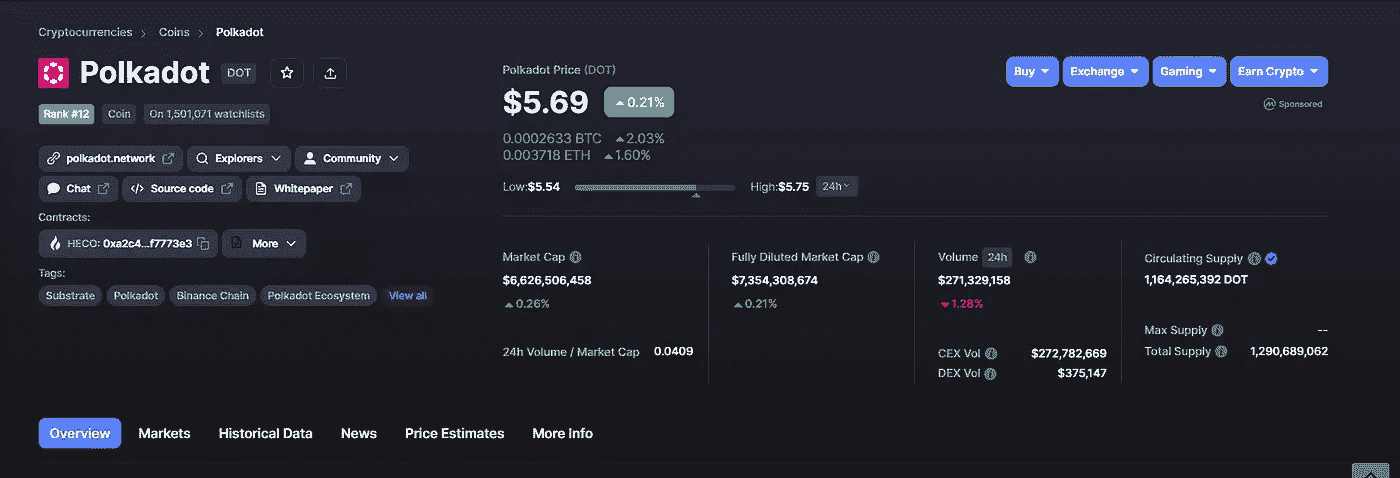 Cryptocurrencies > Coins > Polkadot
Polkadot DOT
Rank #12 Coin On 1,501,071 watchlists
polkadot.network Explorers Community
Chat Source code Whitepaper
Contracts:
HECO: 0xa2c4...f7773e3 More
Tags:
Substrate Polkadot Binance Chain Polkadot Ecosystem View all
Polkadot Price (DOT)
$5.69 0.21%
0.0002633 BTC 2.03%
0.003718 ETH 1.60%
Low:$5.54 High:$5.75 24h
Buy Exchange Gaming Earn Crypto
Sponsored
Market Cap
$6,626,506,458
0.26%
24h Volume / Market Cap 0.0409
Fully Diluted Market Cap
$7,354,308,674
0.21%
Volume 24h
$271,329,158
1.28%
CEX Vol $272,782,669
DEX Vol $375,147
Circulating Supply
1,164,265,392 DOT
Max Supply --
Total Supply 1,290,689,062
Overview Markets Historical Data News Price Estimates More Info